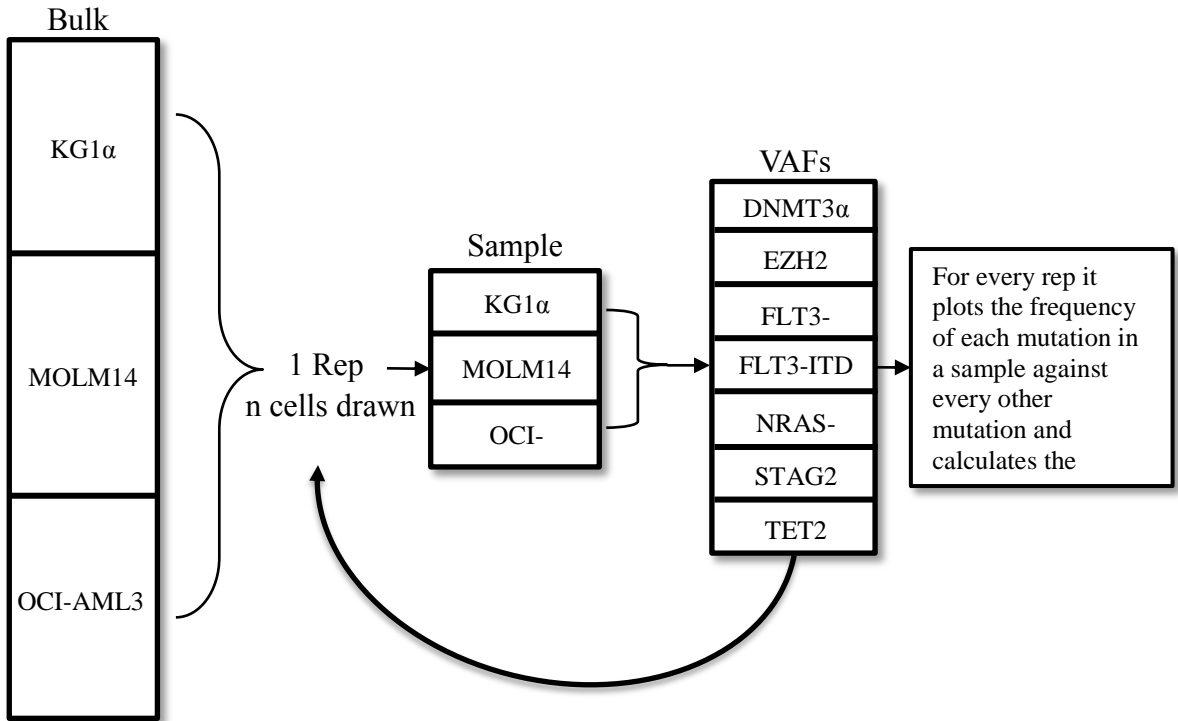 Bulk
KG1α
MOLM14
OCI-AML3
1 Rep
n cells drawn
Sample
KG1α
MOLM14
OCI-
VAFs
DNMT3α
EZH2
FLT3-
FLT3-ITD
NRAS-
STAG2
TET2
For every rep it
plots the frequency
of each mutation in
a sample against
every other
mutation and
calculates the